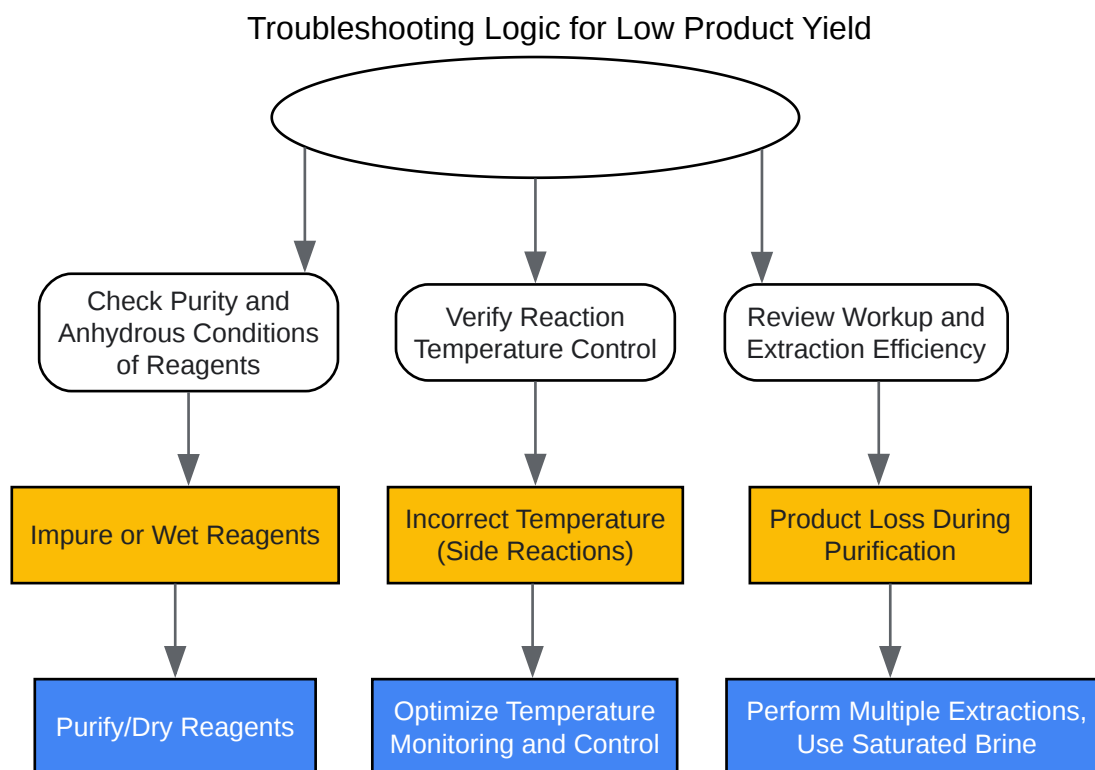 Troubleshooting Logic for Low Product Yield
Check Purity and
Anhydrous Conditions
of Reagents
Verify Reaction
Temperature Control
Review Workup and
Extraction Efficiency
Impure or Wet Reagents
Incorrect Temperature
(Side Reactions)
Product Loss During
Purification
Purify/Dry Reagents
Optimize Temperature
Monitoring and Control
Perform Multiple Extractions,
Use Saturated Brine